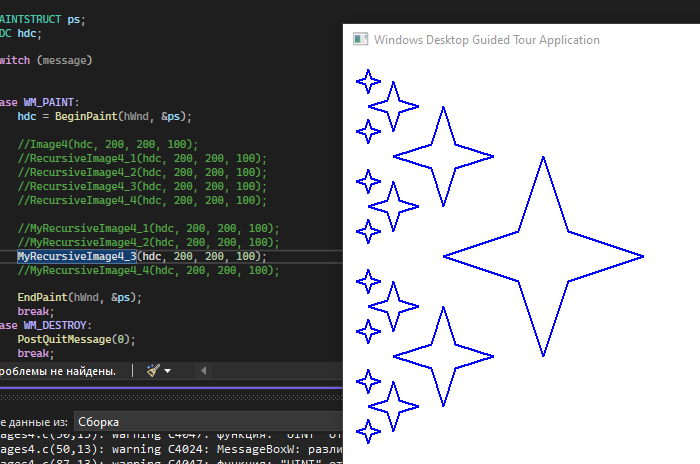 AINTSTRUCT ps;
DC hdc;
witch (message)
ase WM_PAINT:
hdc = BeginPaint(hWnd, &ps);
//Image4(hdc, 200, 200, 100);
//RecursiveImage4_1(hdc, 200, 200, 100);
//RecursiveImage4_2(hdc, 200, 200, 100);
//RecursiveImage4_3(hdc, 200, 200, 100);
//RecursiveImage4_4(hdc, 200, 200, 100);
//MyRecursiveImage4_1(hdc, 200, 200, 100);
//MyRecursiveImage4_2(hdc, 200, 200, 100);
MyRecursiveImage4_3(hdc, 200, 200, 100);
//MyRecursiveImage4_4(hdc, 200, 200, 100);
EndPaint(hWnd, &ps);
break;
ase WM_DESTROY:
PostQuitMessage(0);
break;
роблемы не найдены.
е данные из: Сборка
ages4.c(50,13): warning C4047: функция: "UINT" от
ages4.c(50,13): warning C4024: MessageBoxW: разли
ages4.c(87,13): warning C4047: функция: "UINT" от
Windows Desktop Guided Tour Application